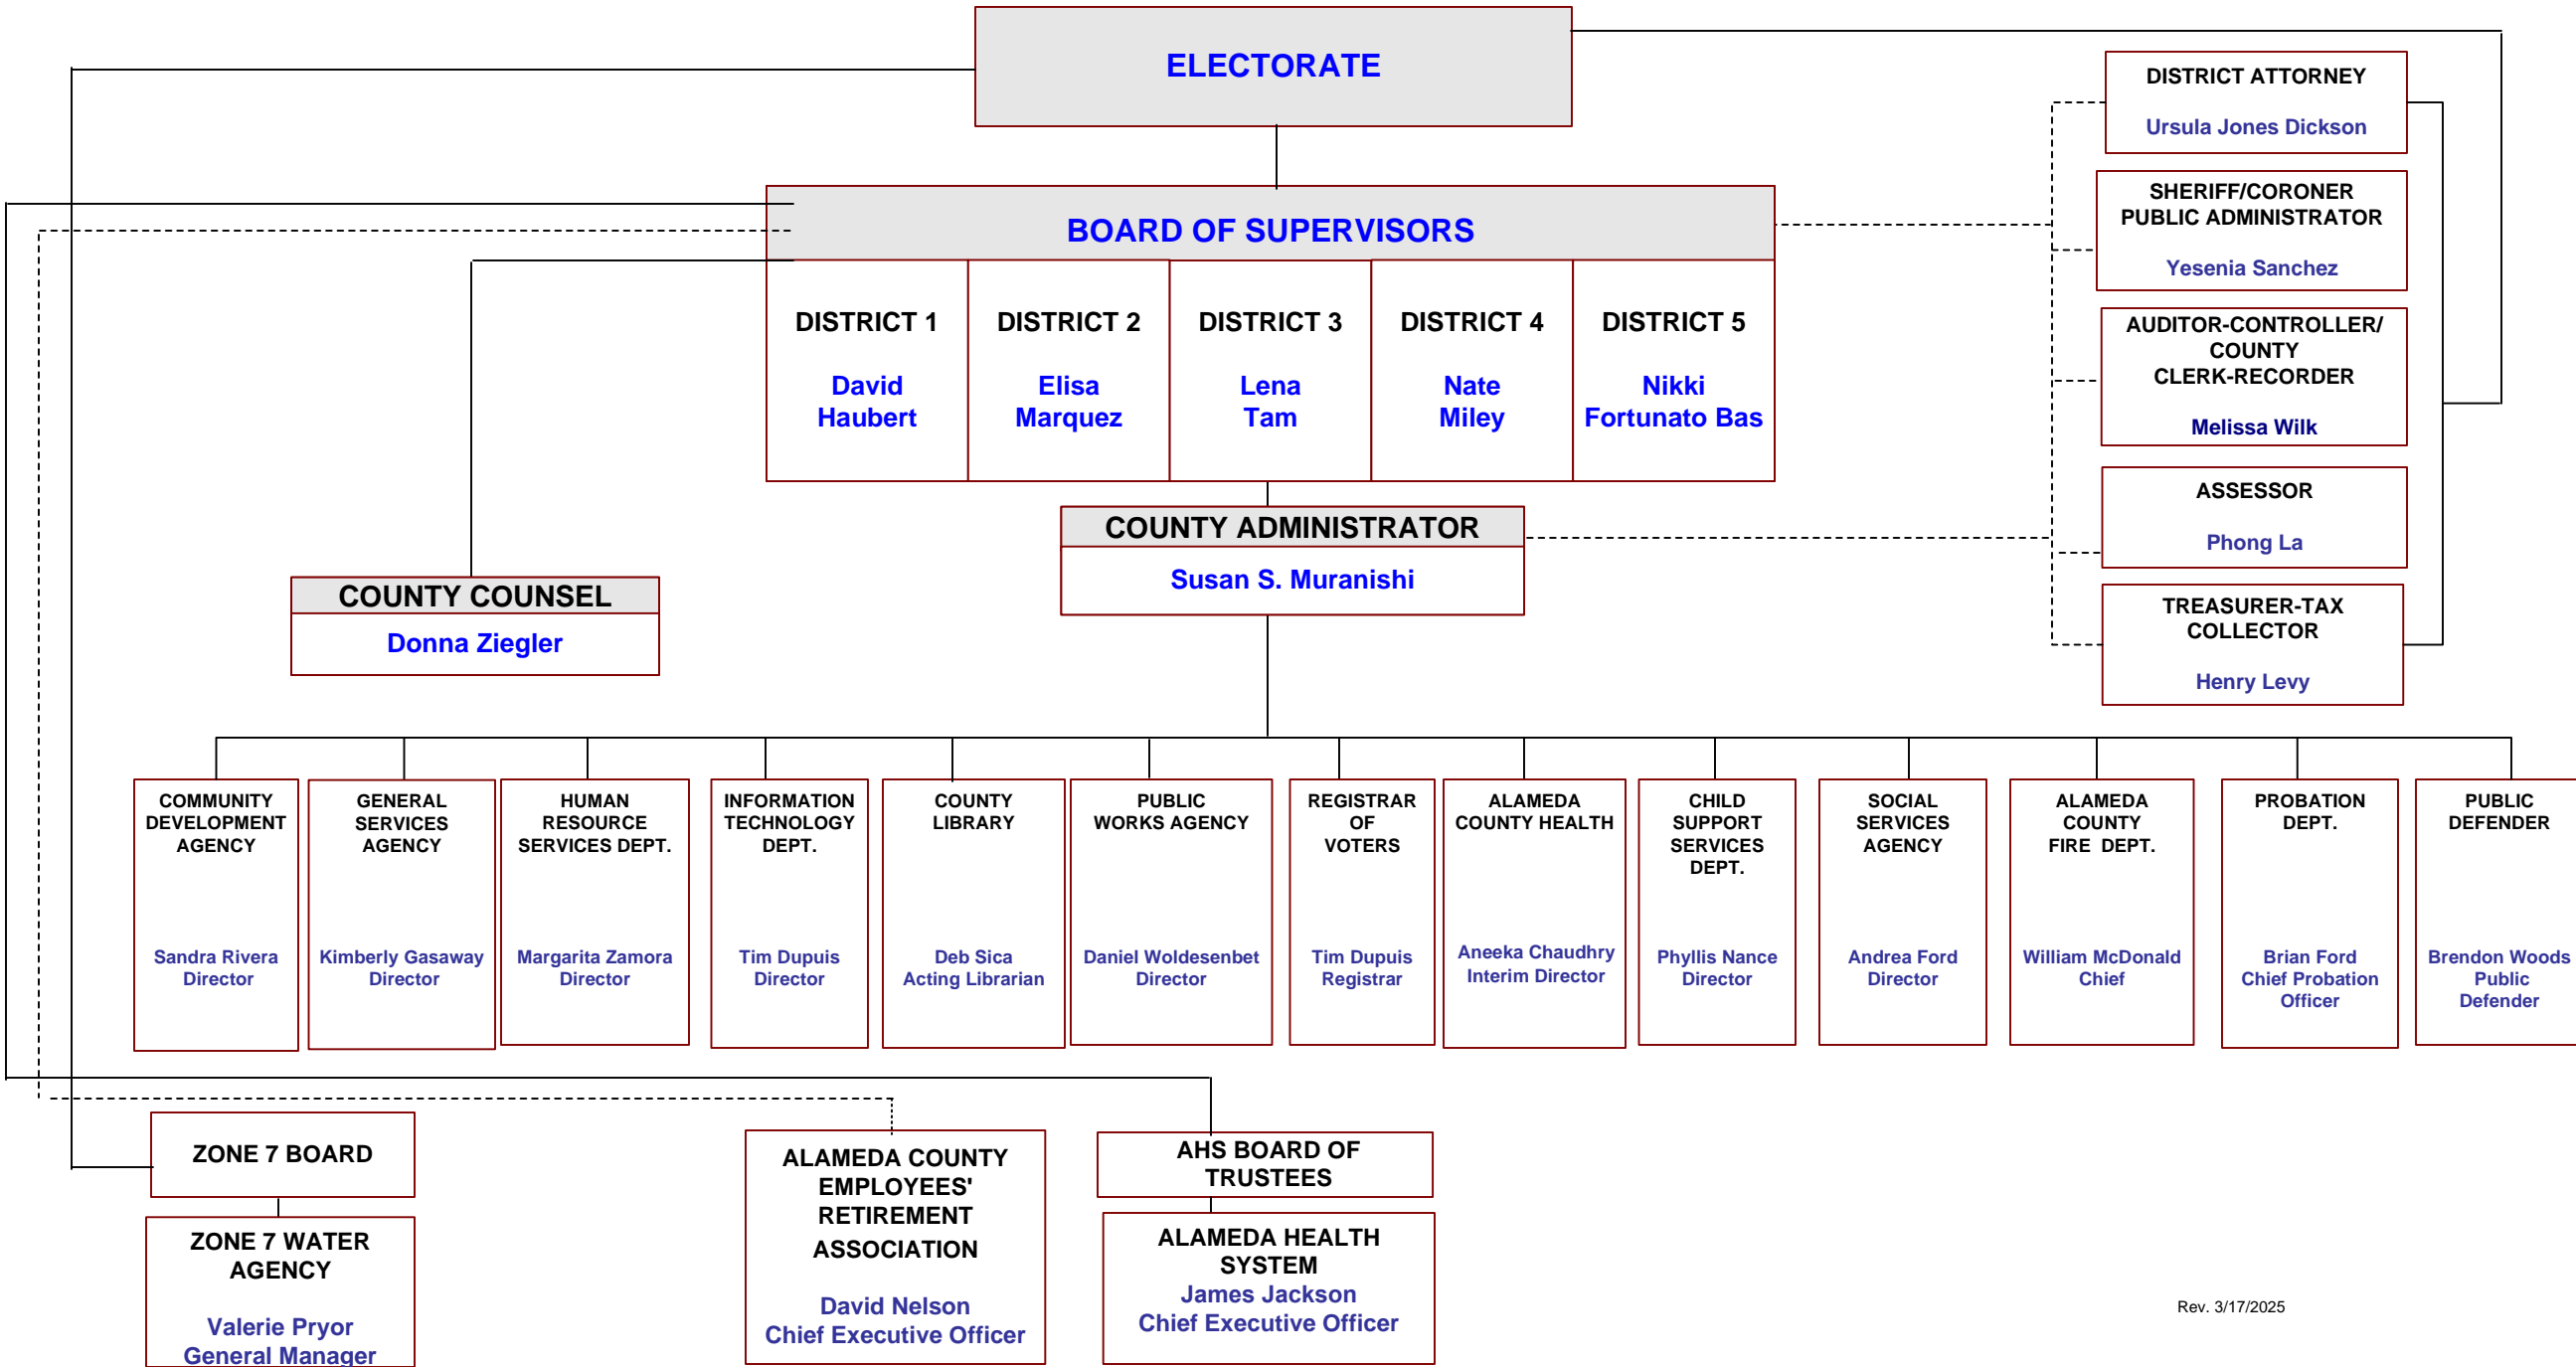 ELECTORATE
DISTRICT ATTORNEY
Ursula Jones Dickson
SHERIFF/CORONER
PUBLIC ADMINISTRATOR
Yesenia Sanchez
AUDITOR-CONTROLLER/
COUNTY
CLERK-RECORDER
Melissa Wilk
ASSESSOR
Phong La
TREASURER-TAX
COLLECTOR
Henry Levy
BOARD OF SUPERVISORS
DISTRICT 1
David
Haubert
DISTRICT 2
Elisa
Marquez
DISTRICT 3
Lena
Tam
DISTRICT 4
Nate
Miley
DISTRICT 5
Nikki
Fortunato Bas
COUNTY ADMINISTRATOR
Susan S. Muranishi
COUNTY COUNSEL
Donna Ziegler
COMMUNITY
DEVELOPMENT
AGENCY
Sandra Rivera
Director
GENERAL
SERVICES
AGENCY
Kimberly Gasaway
Director
HUMAN
RESOURCE
SERVICES DEPT.
Margarita Zamora
Director
INFORMATION
TECHNOLOGY
DEPT.
Tim Dupuis
Director
COUNTY
LIBRARY
Deb Sica
Acting Librarian
PUBLIC
WORKS AGENCY
Daniel Woldesenbet
Director
REGISTRAR
OF
VOTERS
Tim Dupuis
Registrar
ALAMEDA
COUNTY HEALTH
Aneeka Chaudhry
Interim Director
CHILD
SUPPORT
SERVICES
DEPT.
Phyllis Nance
Director
SOCIAL
SERVICES
AGENCY
Andrea Ford
Director
ALAMEDA
COUNTY
FIRE DEPT.
William McDonald
Chief
PROBATION
DEPT.
Brian Ford
Chief Probation
Officer
PUBLIC
DEFENDER
Brendon Woods
Public
Defender
ZONE 7 BOARD
ZONE 7 WATER
AGENCY
Valerie Pryor
General Manager
ALAMEDA COUNTY
EMPLOYEES'
RETIREMENT
ASSOCIATION
David Nelson
Chief Executive Officer
AHS BOARD OF
TRUSTEES
ALAMEDA HEALTH
SYSTEM
James Jackson
Chief Executive Officer
Rev. 3/17/2025